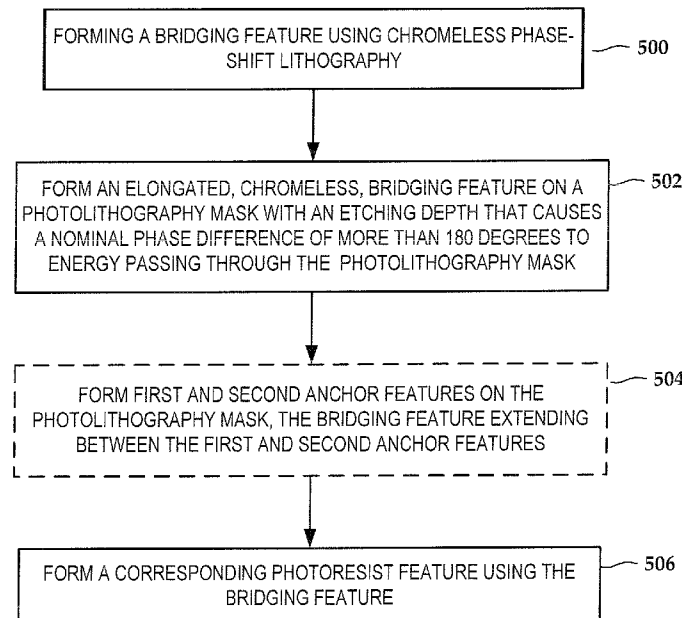 FORMING A BRIDGING FEATURE USING CHROMELESS PHASE-
SHIFT LITHOGRAPHY
500
FORM AN ELONGATED, CHROMELESS, BRIDGING FEATURE ON A
PHOTOLITHOGRAPHY MASK WITH AN ETCHING DEPTH THAT CAUSES
A NOMINAL PHASE DIFFERENCE OF MORE THAN 180 DEGREES TO
ENERGY PASSING THROUGH THE PHOTOLITHOGRAPHY MASK
502
FORM FIRST AND SECOND ANCHOR FEATURES ON THE
PHOTOLITHOGRAPHY MASK, THE BRIDGING FEATURE EXTENDING
BETWEEN THE FIRST AND SECOND ANCHOR FEATURES
504
FORM A CORRESPONDING PHOTORESIST FEATURE USING THE
BRIDGING FEATURE
506